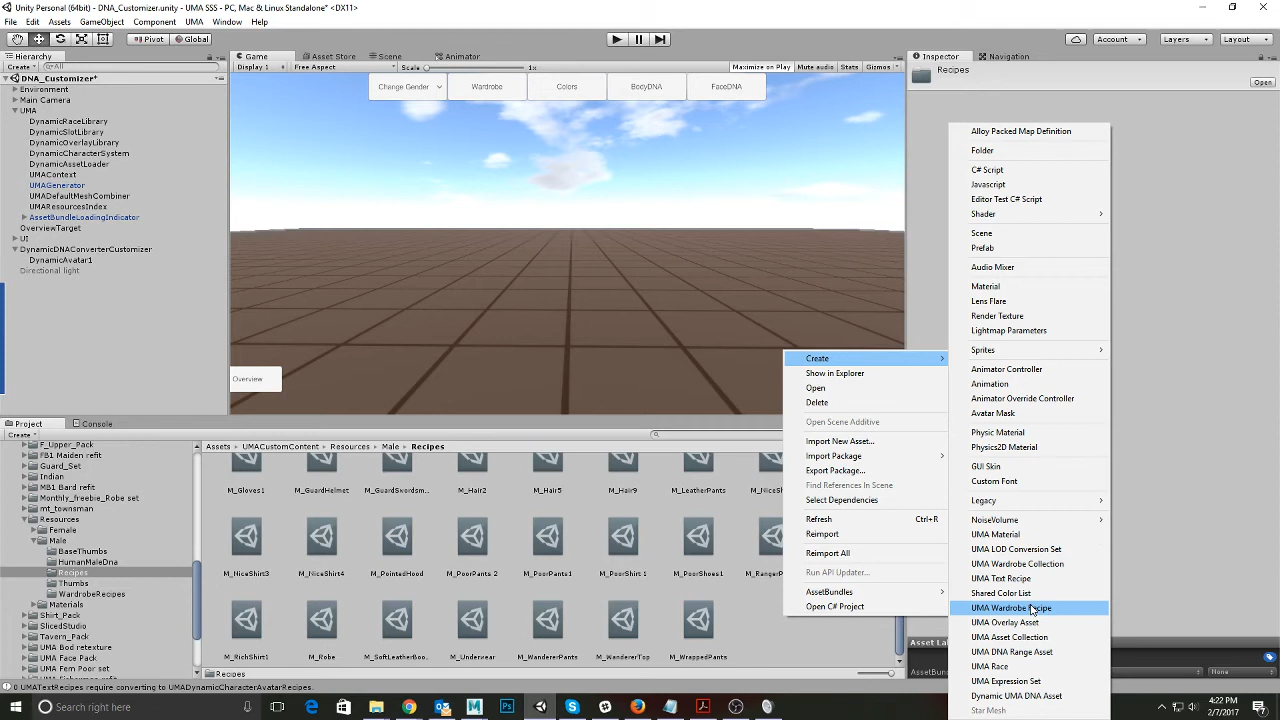 Unity Personal (64bit) - DNA_Customizer.unity - UMA SSS - PC, Mac & Linux Standalone* <DX11>
File Edit Assets GameObject Component UMA Window Help
Pivot Global Account Layers Layout
Hierarchy Game Asset Store Scene Animator Inspector Navigation
Create All Display 1 Free Aspect Scale 1x Maximize on Play Mute audio Stats Gizmos Recipes
Open
DNA_Customizer*
Environment
Main Camera
UMA
DynamicRaceLibrary
DynamicSlotLibrary
DynamicOverlayLibrary
DynamicCharacterSystem
DynamicAssetLoader
UMAContext
UMAGenerator
UMADefaultMeshCombiner
UMAResourcesIndex
AssetBundleLoadingIndicator
OverviewTarget
UI
DynamicDNAConverterCustomizer
DynamicAvatar1
Directional light
Change Gender Wardrobe Colors BodyDNA FaceDNA
Overview
Create
Show in Explorer
Open
Delete
Open Scene Additive
Import New Asset...
Import Package
Export Package...
Find References In Scene
Select Dependencies
Refresh Ctrl+R
Reimport
Reimport All
Run API Updater...
AssetBundles
Open C# Project
Alloy Packed Map Definition
Folder
C# Script
Javascript
Editor Test C# Script
Shader
Scene
Prefab
Audio Mixer
Material
Lens Flare
Render Texture
Lightmap Parameters
Sprites
Animator Controller
Animation
Animator Override Controller
Avatar Mask
Physic Material
Physics2D Material
GUI Skin
Custom Font
Legacy
NoiseVolume
UMA Material
UMA LOD Conversion Set
UMA Wardrobe Collection
UMA Text Recipe
Shared Color List
UMA Wardrobe Recipe
UMA Overlay Asset
UMA Asset Collection
UMA DNA Range Asset
UMA Race
UMA Expression Set
Dynamic UMA DNA Asset
Star Mesh
Project Console
Create
F_Upper_Pack
FB1 Maiden refit
Guard_Set
Indian
MB1 Bard refit
Monthly_freebie_Robe set
mt_townsman
Resources
Female
Male
BaseThumbs
HumanMaleDna
Recipes
Thumbs
WardrobeRecipes
Materials
Shirt_Pack
SlicedStudio
Tavern_Pack
UMA Bod retexture
UMA Face Pack
UMA Fem Poor set
Assets UMACustomContent Resources Male Recipes
M_Gloves1 M_GuardHelmet M_GuardSwordsm... M_Hair2 M_Hair5 M_Hair9 M_LeatherPants
M_NiceShirt3 M_NiceShirt4 M_PointedHood M_PoorPants 1 M_PoorShirt 1 M_PoorShoes1
M_Robe M_SoftLeatherBoo... M_Underwear M_WandererPants M_WandererTop M_WrappedPants
Recipes
Asset Lab
AssetBun None
0 UMATextRecipes require converting to UMADynamicCharacterAvatarRecipes.
Search Windows
4:22 PM
2/7/2017